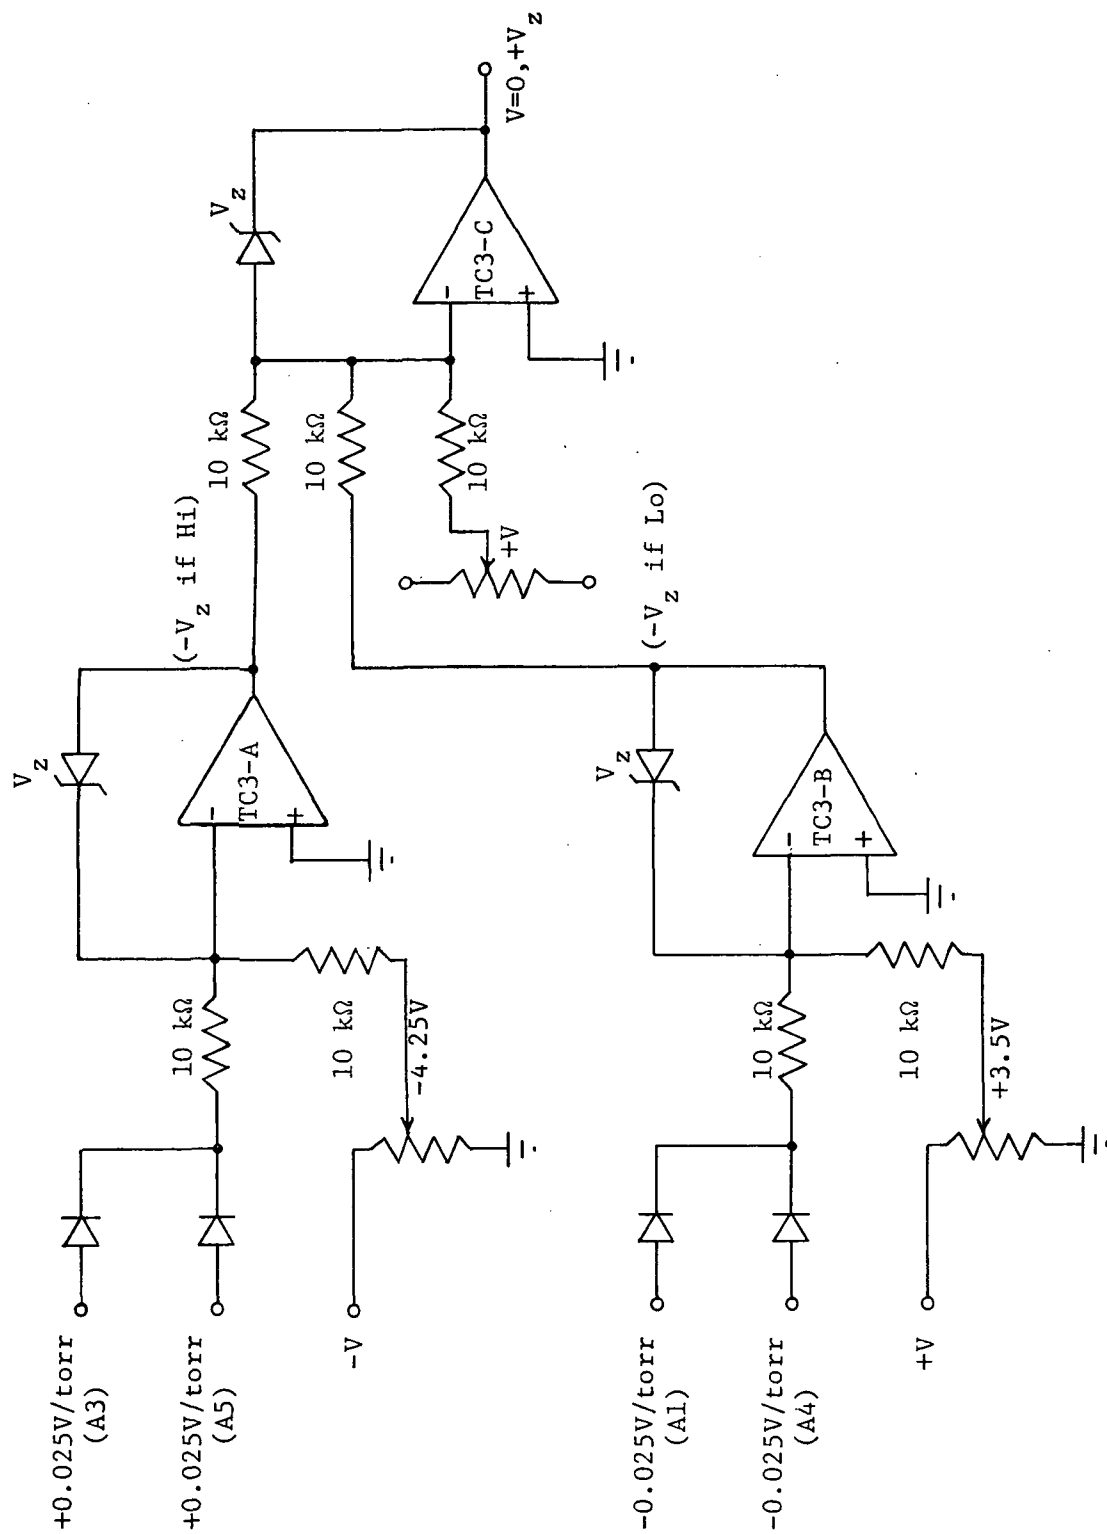 +0.025V/torr
(A3)
+0.025V/torr
(A5)
-V
10 kΩ
10 kΩ
-4.25V
V z
-
+
TC3-A
(-V z if Hi)
-0.025V/torr
(A1)
-0.025V/torr
(A4)
+V
10 kΩ
10 kΩ
+3.5V
V z
-
+
TC3-B
(-V z if Lo)
10 kΩ
10 kΩ
10 kΩ
+V
V z
-
+
TC3-C
V=0,+V z